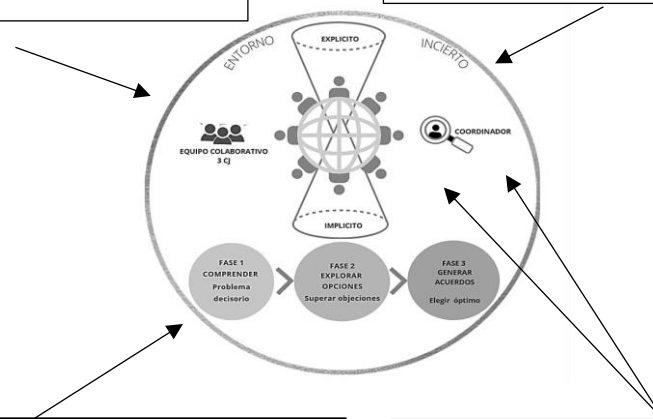 ENTORNO
INCIERTO
EXPLICITO
EQUIPO COLABORATIVO
3 CJ
COORDINADOR
IMPLICITO
FASE 1
COMPRENDER
Problema
decisorio
FASE 2
EXPLORAR
OPCIONES
Superar objeciones
FASE 3
GENERAR
ACUERDOS
Elegir óptimo